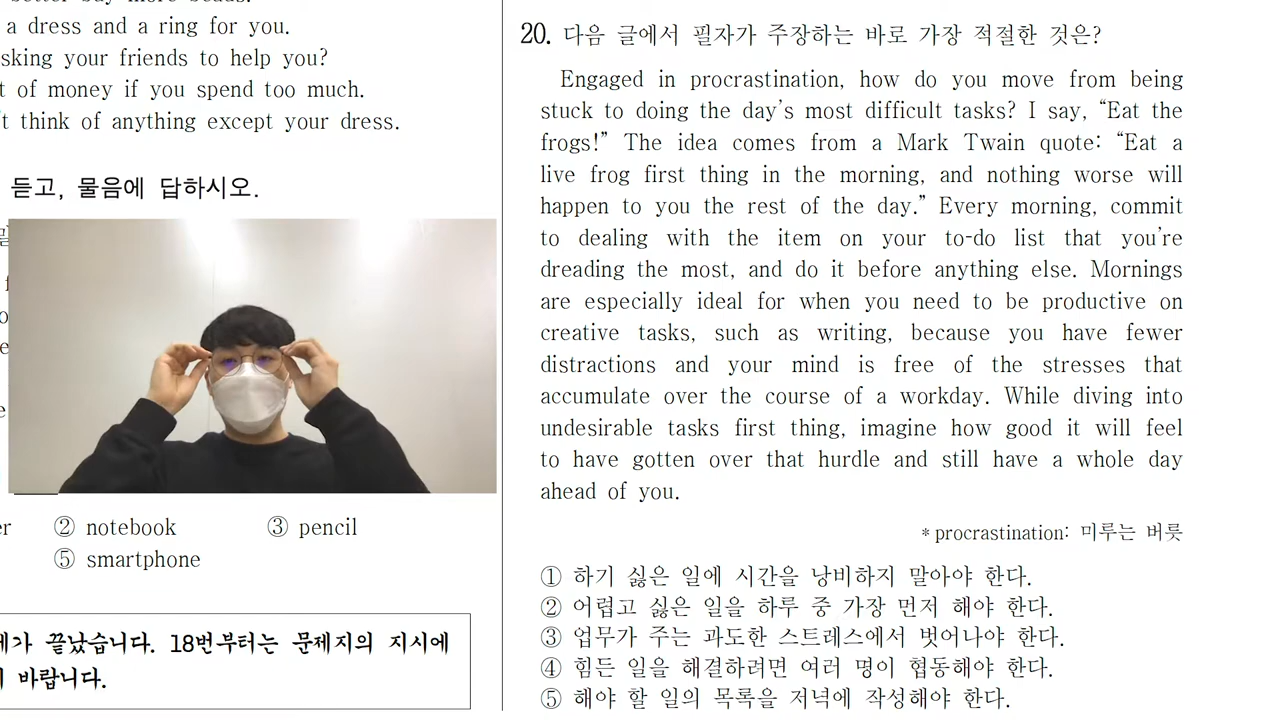 a dress and a ring for you.
sking your friends to help you?
t of money if you spend too much.
't think of anything except your dress.
듣고, 물음에 답하시오.
② notebook ③ pencil
⑤ smartphone
끝났습니다. 18번부터는 문제지의 지시에
바랍니다.
20. 다음 글에서 필자가 주장하는 바로 가장 적절한 것은?
Engaged in procrastination, how do you move from being
stuck to doing the day's most difficult tasks? I say, “Eat the
frogs!” The idea comes from a Mark Twain quote: “Eat a
live frog first thing in the morning, and nothing worse will
happen to you the rest of the day.” Every morning, commit
to dealing with the item on your to-do list that you're
dreading the most, and do it before anything else. Mornings
are especially ideal for when you need to be productive on
creative tasks, such as writing, because you have fewer
distractions and your mind is free of the stresses that
accumulate over the course of a workday. While diving into
undesirable tasks first thing, imagine how good it will feel
to have gotten over that hurdle and still have a whole day
ahead of you.
* procrastination: 미루는 버릇
① 하기 싫은 일에 시간을 낭비하지 말아야 한다.
② 어렵고 싫은 일을 하루 중 가장 먼저 해야 한다.
③ 업무가 주는 과도한 스트레스에서 벗어나야 한다.
④ 힘든 일을 해결하려면 여러 명이 협동해야 한다.
⑤ 해야 할 일의 목록을 저녁에 작성해야 한다.